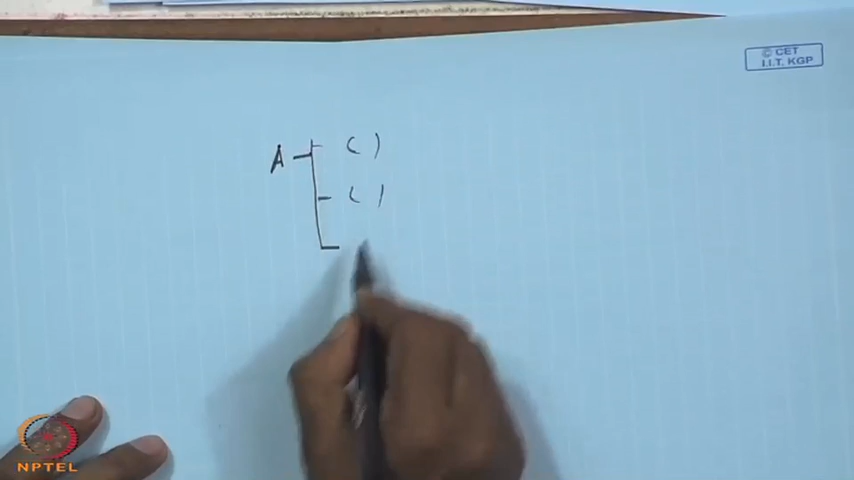 © CET
I.I.T. KGP
A ( )
( )
NPTEL